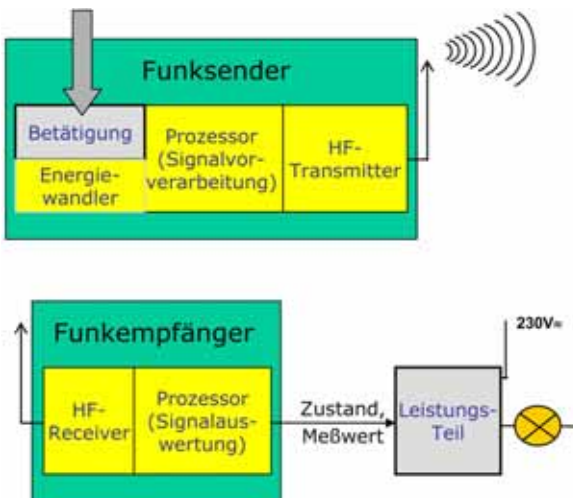 Funksender
Betätigung
Energie-
wandler
Prozessor
(Signalvor-
verarbeitung)
HF-
Transmitter
Funkempfänger
HF-
Receiver
Prozessor
(Signalaus-
wertung)
Zustand,
Meßwert
Leistungs-
Teil
230V≈